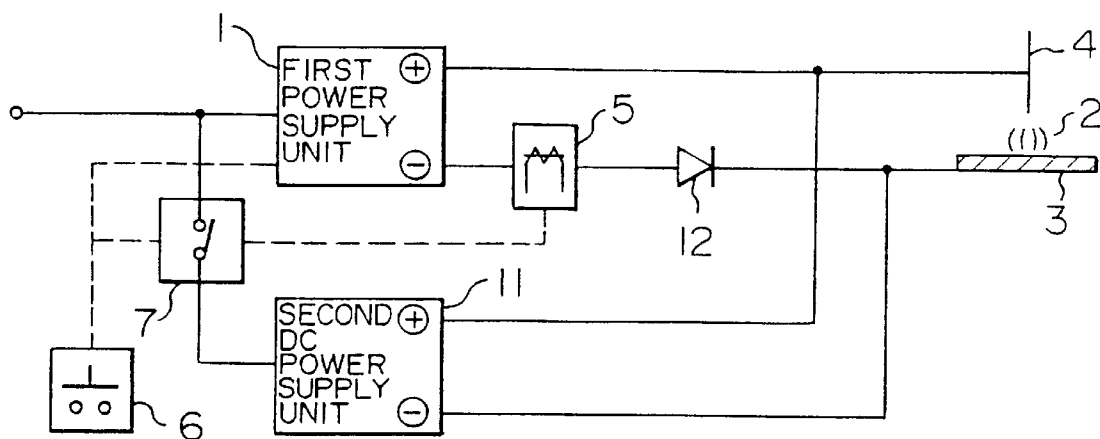 1
FIRST
POWER
SUPPLY
UNIT
+
−
5
4
2
3
12
7
11
SECOND
DC
POWER
SUPPLY
UNIT
+
−
6